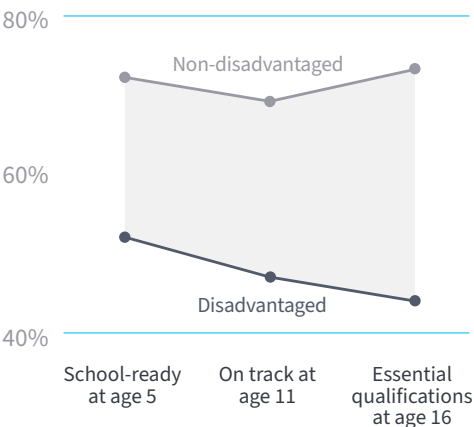 80%
Non-disadvantaged
60%
Disadvantaged
40%
School-ready
at age 5
On track at
age 11
Essential
qualifications
at age 16